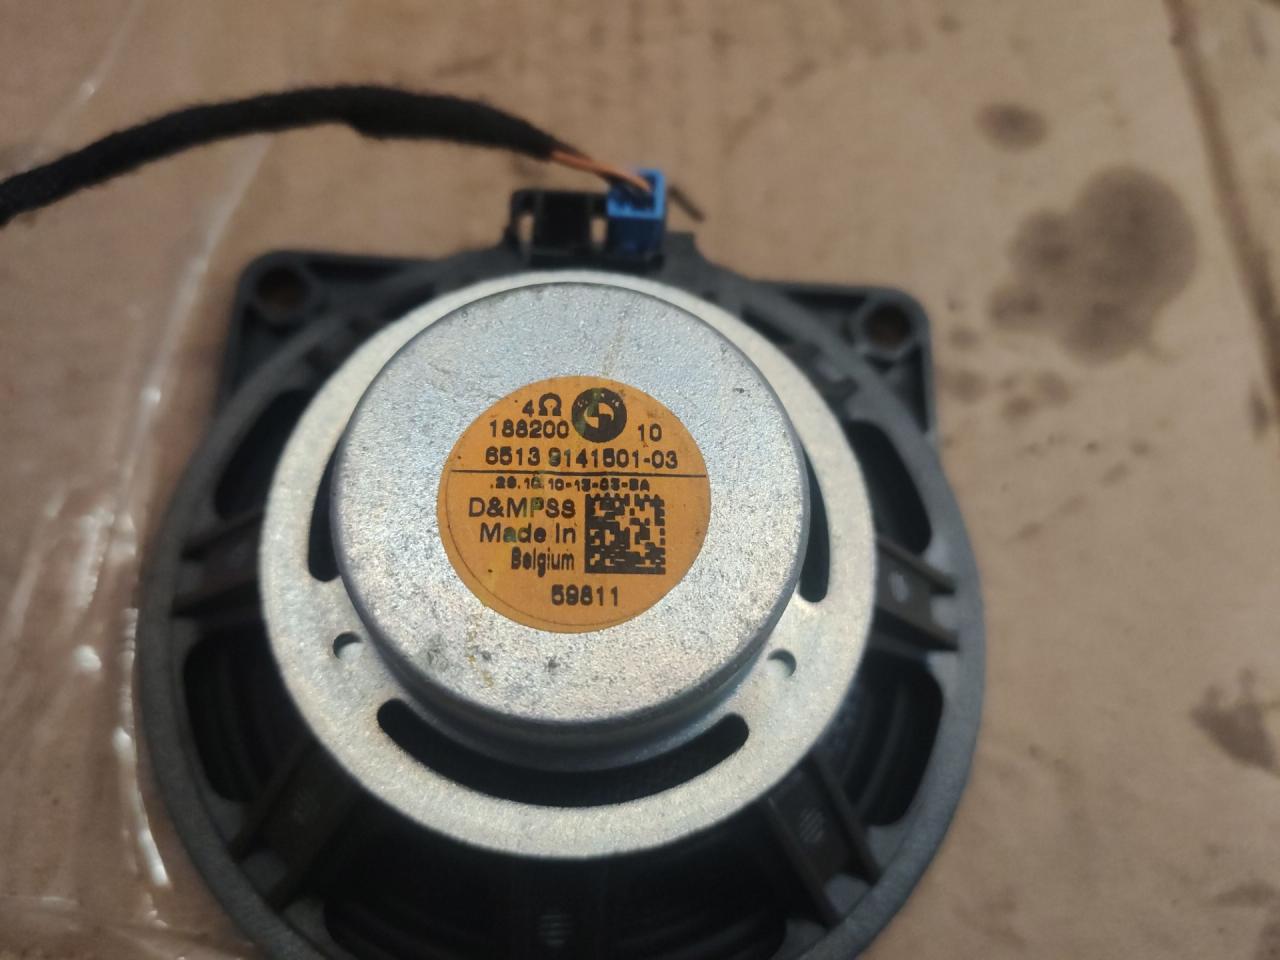 4Ω
188200 10
6513 9141501-03
D&MPSS
Made In
Belgium
59811